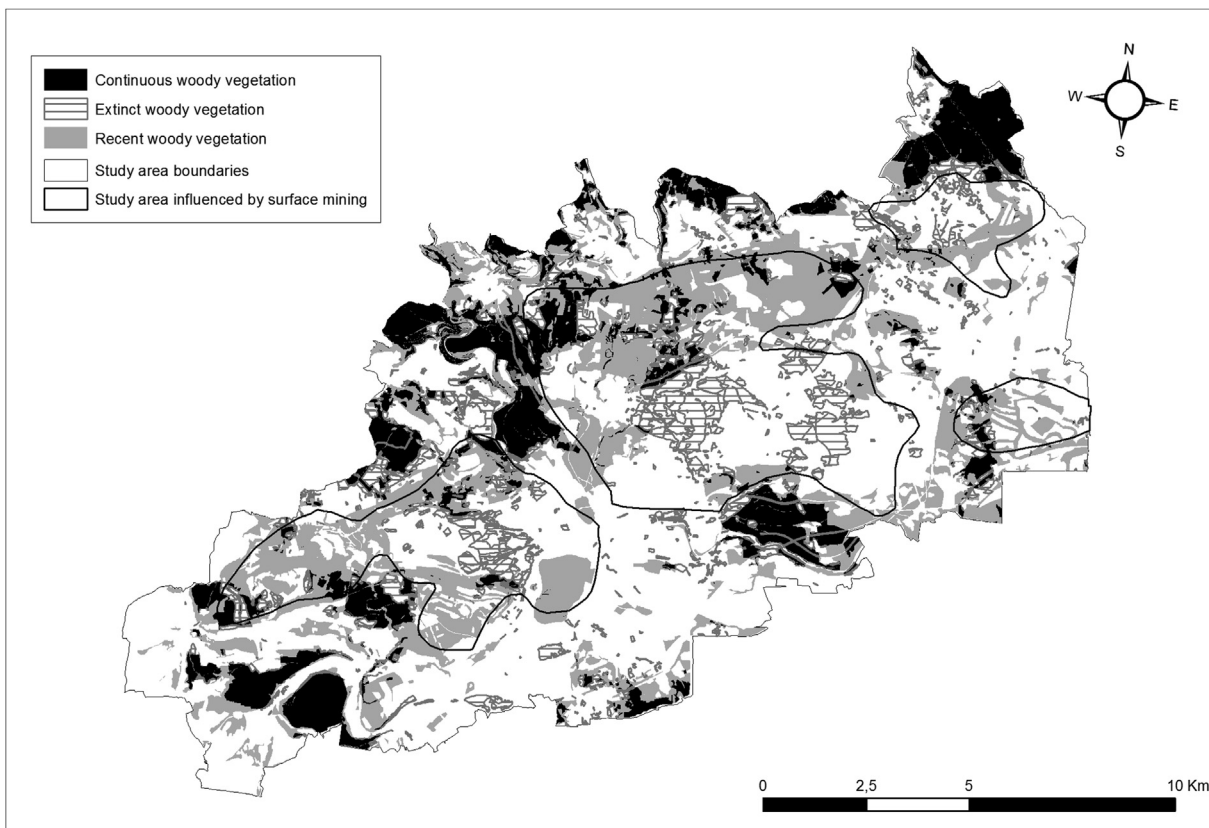 Continuous woody vegetation
Extinct woody vegetation
Recent woody vegetation
Study area boundaries
Study area influenced by surface mining
N
W
E
S
0
2,5
5
10 Km